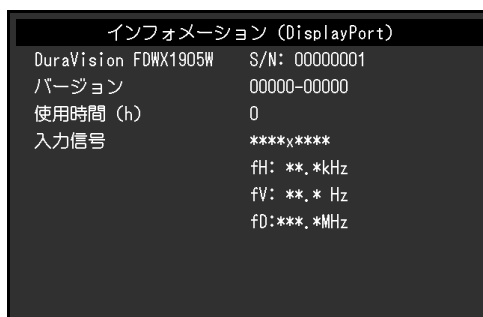 インフォメーション (DisplayPort)
DuraVision FDWX1905W S/N: 00000001
バージョン 00000-00000
使用時間 (h) 0
入力信号 ****x****
fH: **.*kHz
fV: **.* Hz
fD:***.*MHz